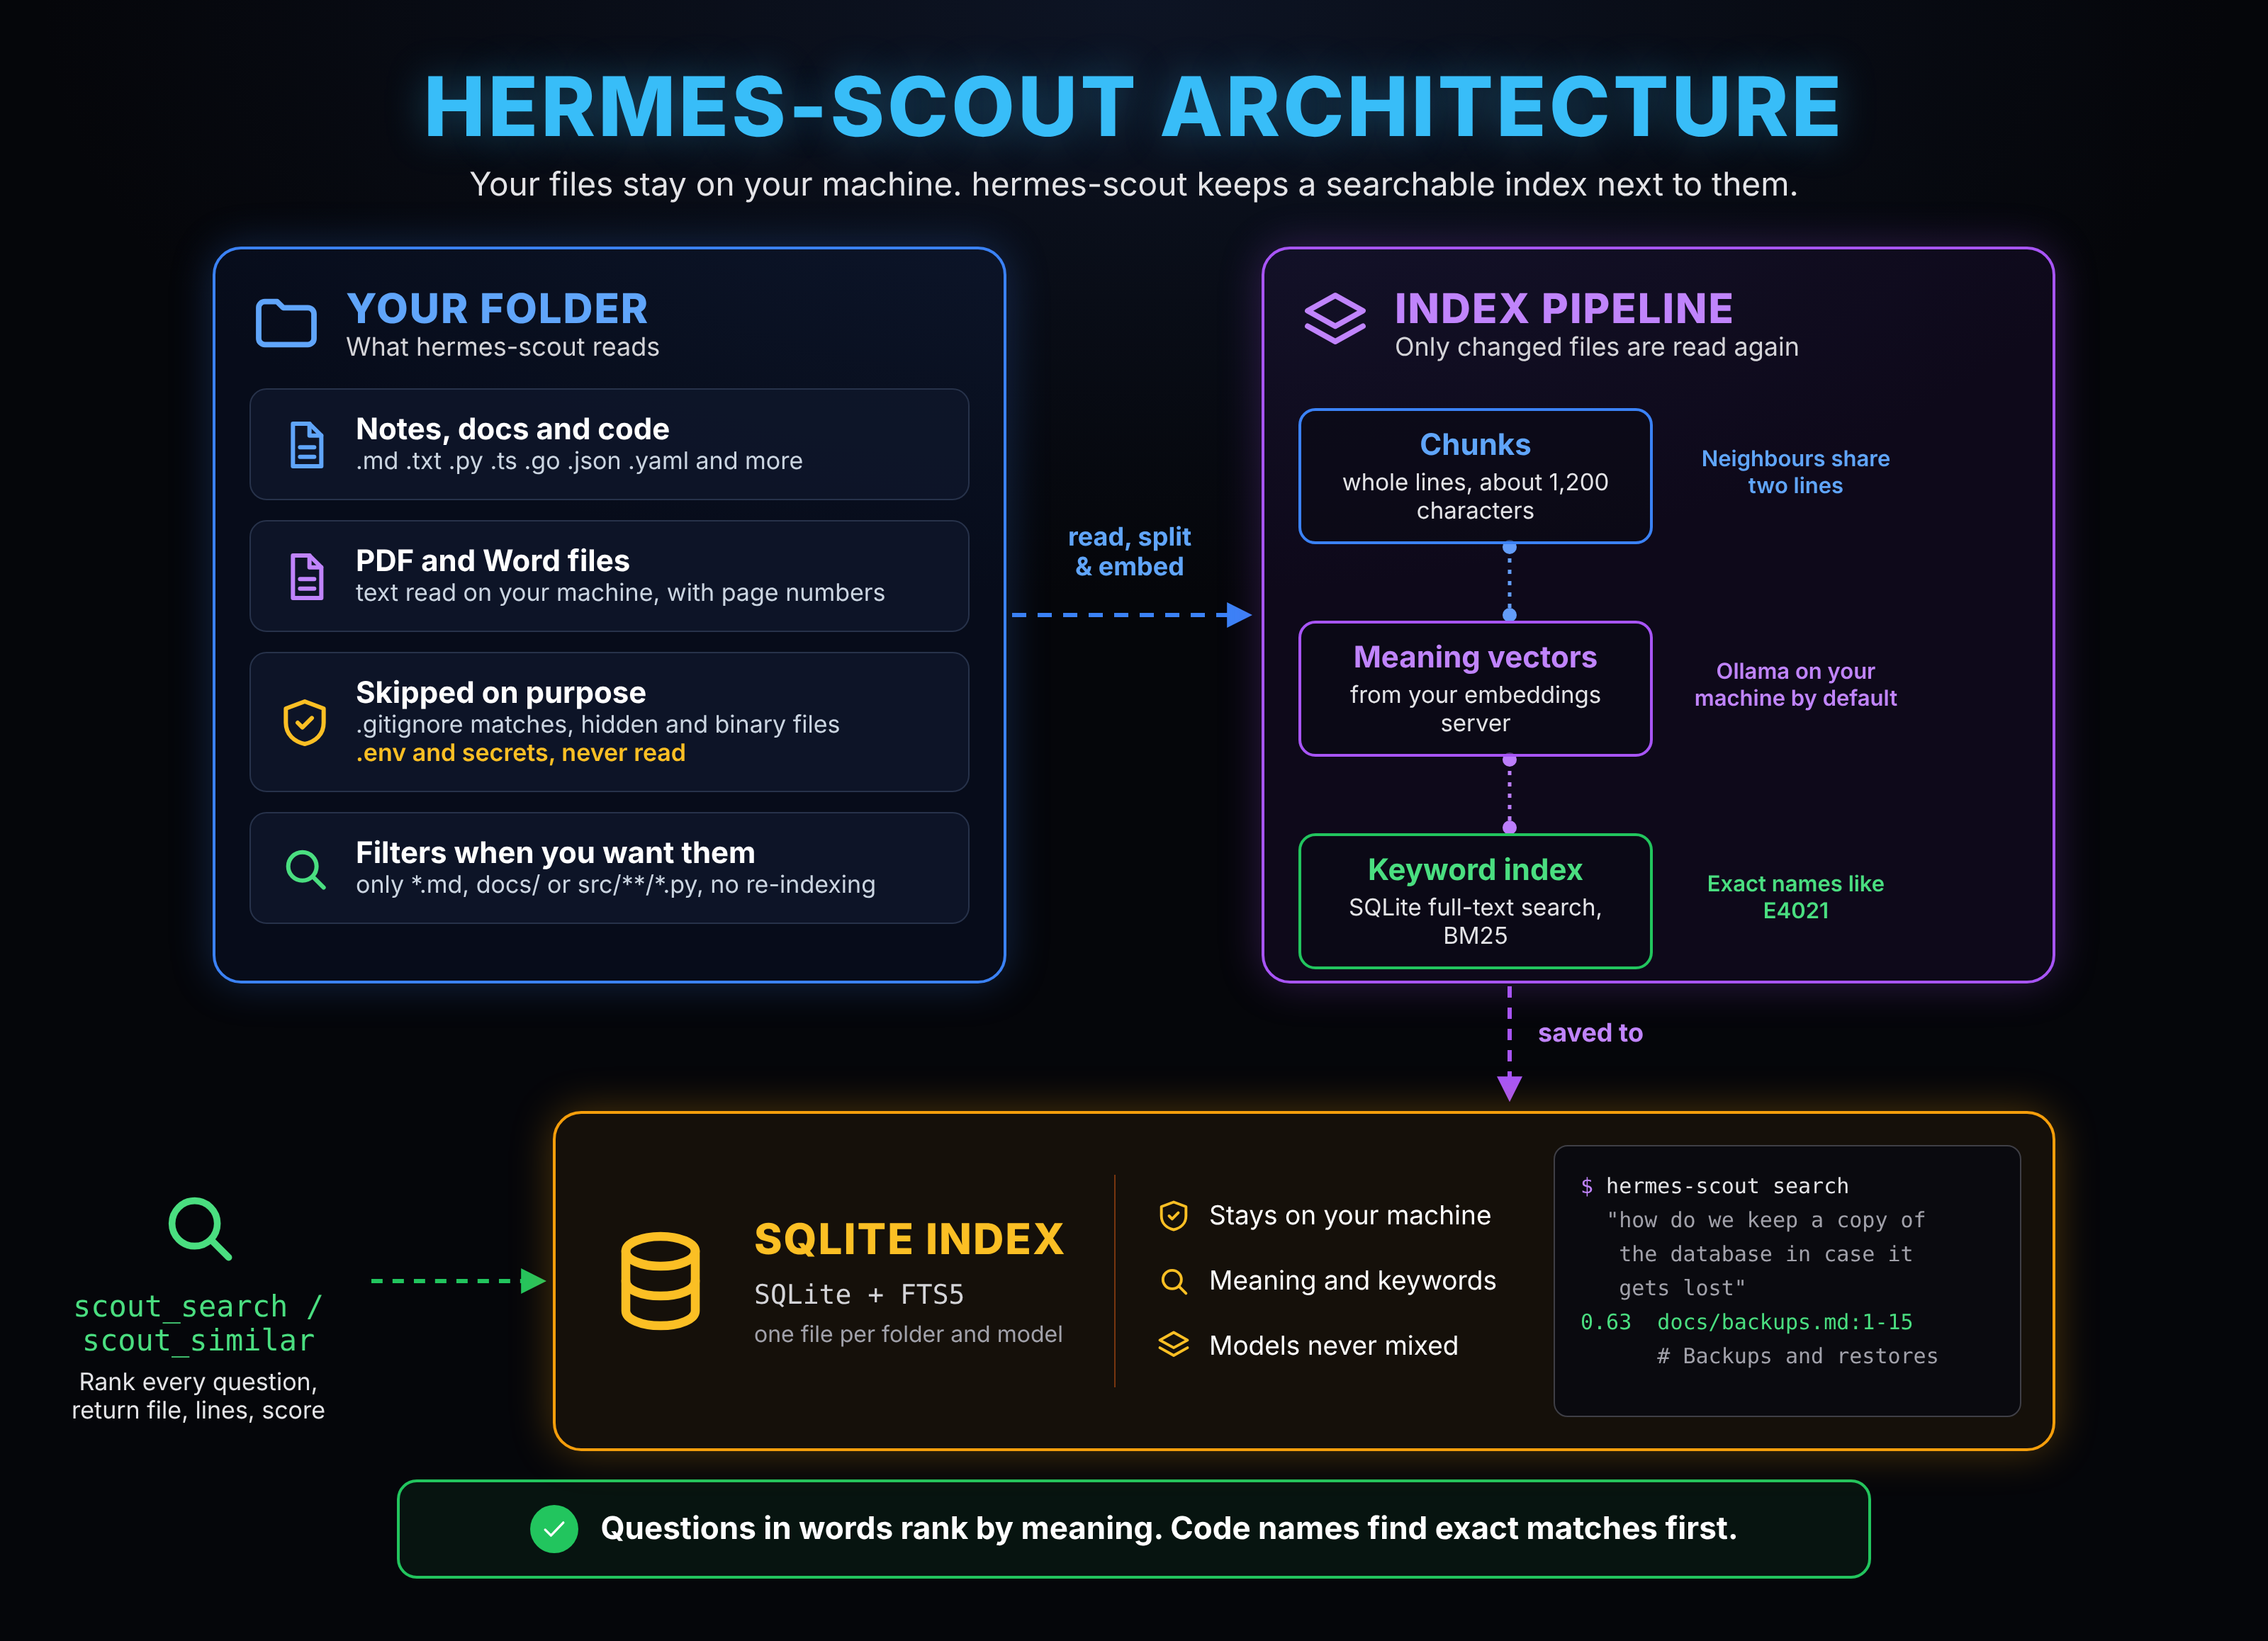 HERMES-SCOUT ARCHITECTURE
Your files stay on your machine. hermes-scout keeps a searchable index next to them.
YOUR FOLDER
What hermes-scout reads
Notes, docs and code
.md .txt .py .ts .go .json .yaml and more
PDF and Word files
text read on your machine, with page numbers
Skipped on purpose
.gitignore matches, hidden and binary files
.env and secrets, never read
Filters when you want them
only *.md, docs/ or src/**/*.py, no re-indexing
read, split
& embed
INDEX PIPELINE
Only changed files are read again
Chunks
whole lines, about 1,200
characters
Neighbours share
two lines
Meaning vectors
from your embeddings
server
Ollama on your
machine by default
Keyword index
SQLite full-text search,
BM25
Exact names like
E4021
saved to
scout_search /
scout_similar
Rank every question,
return file, lines, score
SQLITE INDEX
SQLite + FTS5
one file per folder and model
Stays on your machine
Meaning and keywords
Models never mixed
$ hermes-scout search
"how do we keep a copy of
the database in case it
gets lost"
0.63 docs/backups.md:1-15
# Backups and restores
Questions in words rank by meaning. Code names find exact matches first.